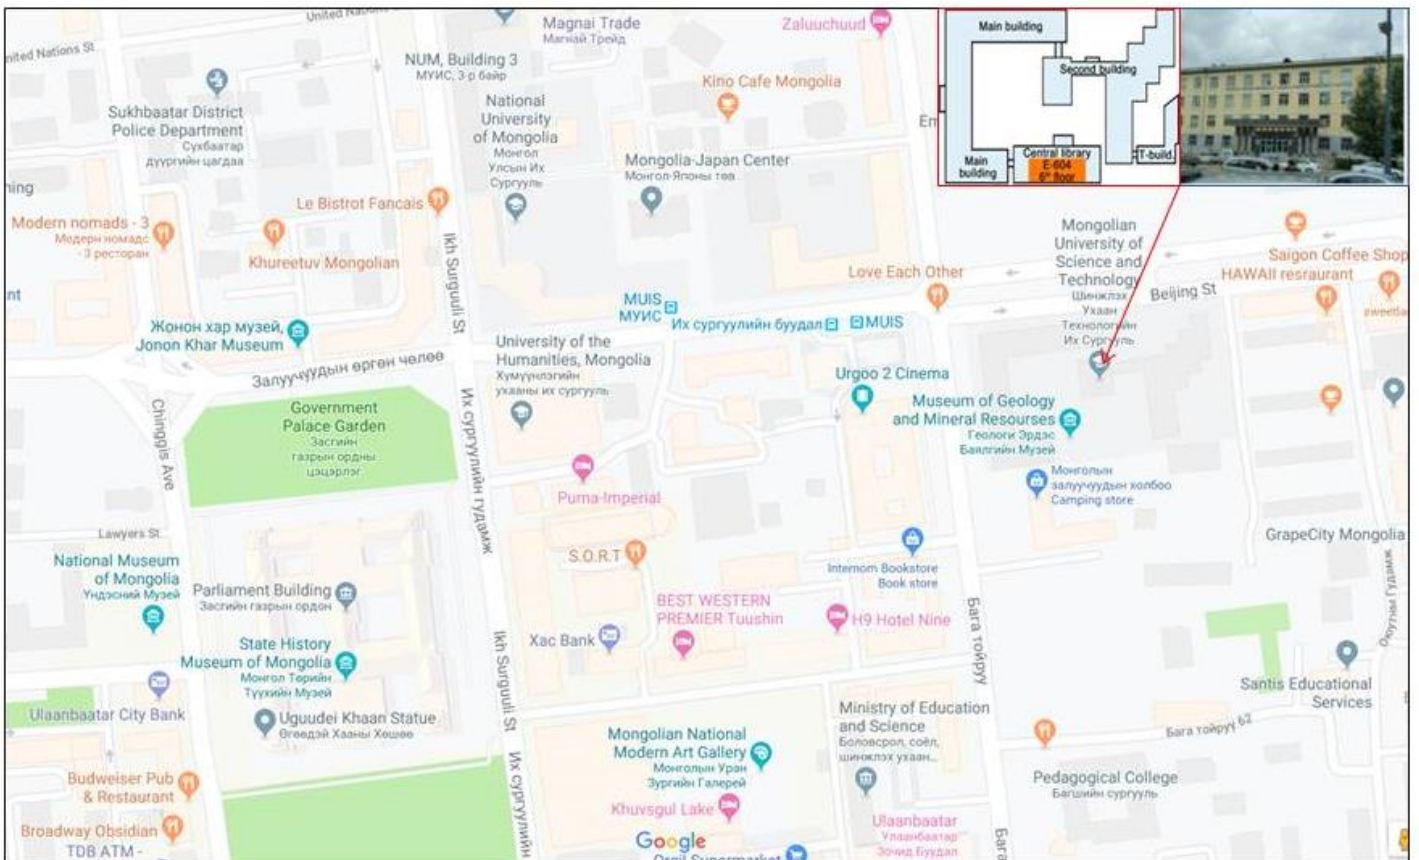 United Nations
United Nations St
Magnai Trade
Магнай Трейд
Zaluuchuud
NUM, Building 3
МУИС, 3-р байр
National
University
of Mongolia
Монгол
Улсын Их
Сургууль
Kino Cafe Mongolia
Sukhbaatar District
Police Department
Сүхбаатар
дүүргийн цагдаа
Mongolia-Japan Center
Монгол-Японы төв
Main building
Second building
Central library
E-604
6th floor
Main
building
T-build.
Modern nomads - 3
Модерн номадс
- 3 ресторан
Le Bistrot Fancais
Khureetuv Mongolian
Ikh Surguuli St
Mongolian
University of
Science and
Technology
Шинжлэх
Ухаан
Технологийн
Их Сургууль
Saigon Coffee Shop
HAWAII resraurant
Beijing St
Love Each Other
MUIS
МУИС
Их сургуулийн буудал
MUIS
Жонон хар музей,
Jonon Khar Museum
Залуучуудын өргөн чөлөө
University of the
Humanities, Mongolia
Хүмүүнлэгийн
ухааны их сургууль
Urgoo 2 Cinema
Museum of Geology
and Mineral Resourses
Геологи Эрдэс
Баялгийн Музей
Government
Palace Garden
Засгийн
газрын ордны
цэцэрлэг
Chinggis Ave
Их сургуулийн гудамж
Монголын
залуучуудын холбоо
Camping store
Puma-Imperial
Lawyers St
GrapeCity Mongolia
S.O.R.T
Internom Bookstore
Book store
National Museum
of Mongolia
Үндэсний Музей
Parliament Building
Засгийн газрын ордон
BEST WESTERN
PREMIER Tuushin
H9 Hotel Nine
Бага тойруу
Оюутны Гудамж
Xac Bank
State History
Museum of Mongolia
Монгол Төрийн
Түүхийн Музей
Ikh Surguuli St
Ulaanbaatar City Bank
Uguudei Khaan Statue
Өгөөдэй Хааны Хөшөө
Santis Educational
Services
Ministry of Education
and Science
Боловсрол, соёл,
шинжлэх ухаан...
Бага тойруу 62
Mongolian National
Modern Art Gallery
Монголын Уран
Зургийн Галерей
Их сургуулийн
Budweiser Pub
& Restaurant
Pedagogical College
Багшийн сургууль
Khuvsgul Lake
Broadway Obsidian
TDB ATM -
Google
Orgil Supermarket
Ulaanbaatar
Улаанбаатар
Зочид Буудал
Бага